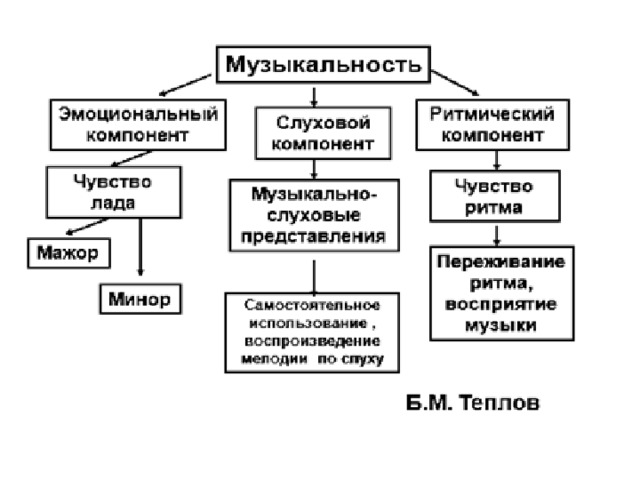 Музыкальность
Эмоциональный
компонент
Слуховой
компонент
Ритмический
компонент
Чувство
лада
Музыкально-
слуховые
представления
Чувство
ритма
Мажор
Минор
Самостоятельное
использование ,
воспроизведение
мелодии по слуху
Переживание
ритма,
восприятие
музыки
Б.М. Теплов